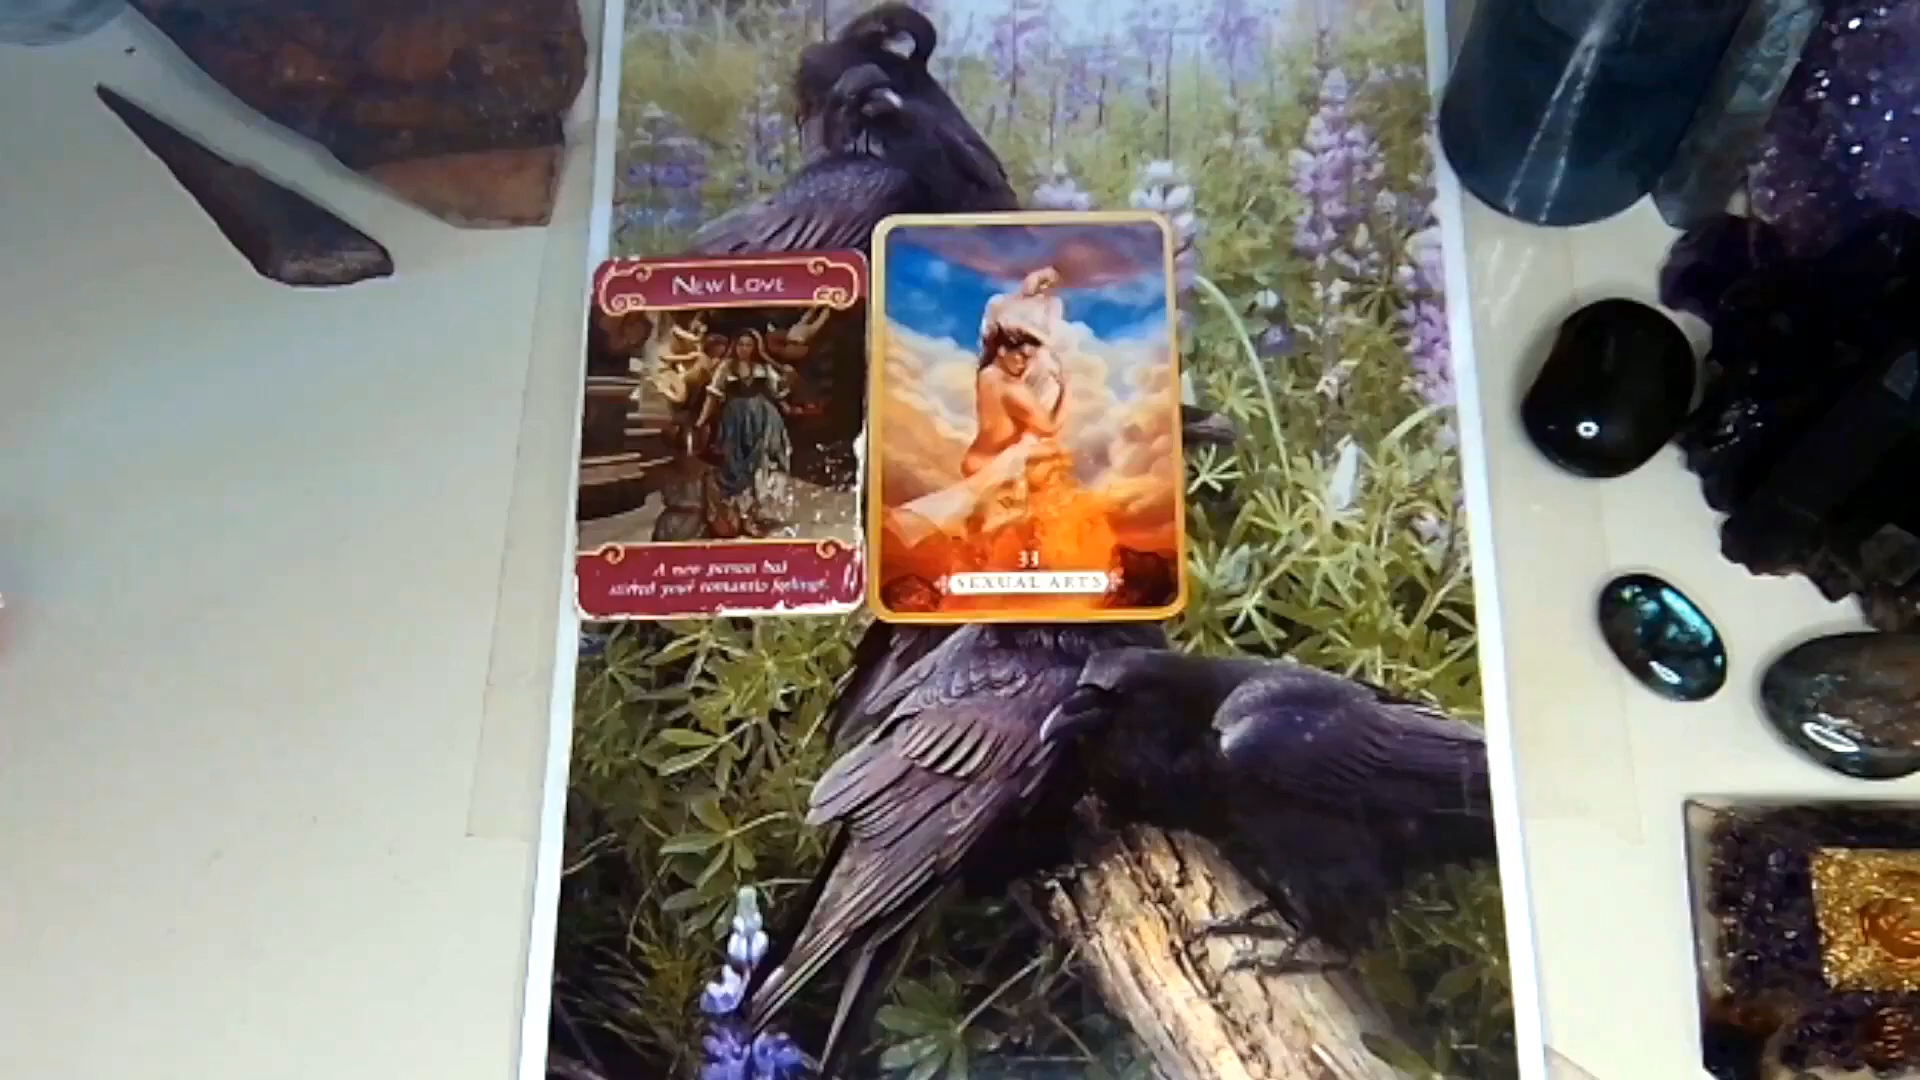 NEW LOVE
A new person has
stirred your romantic feelings.
33
SEXUAL ARTS